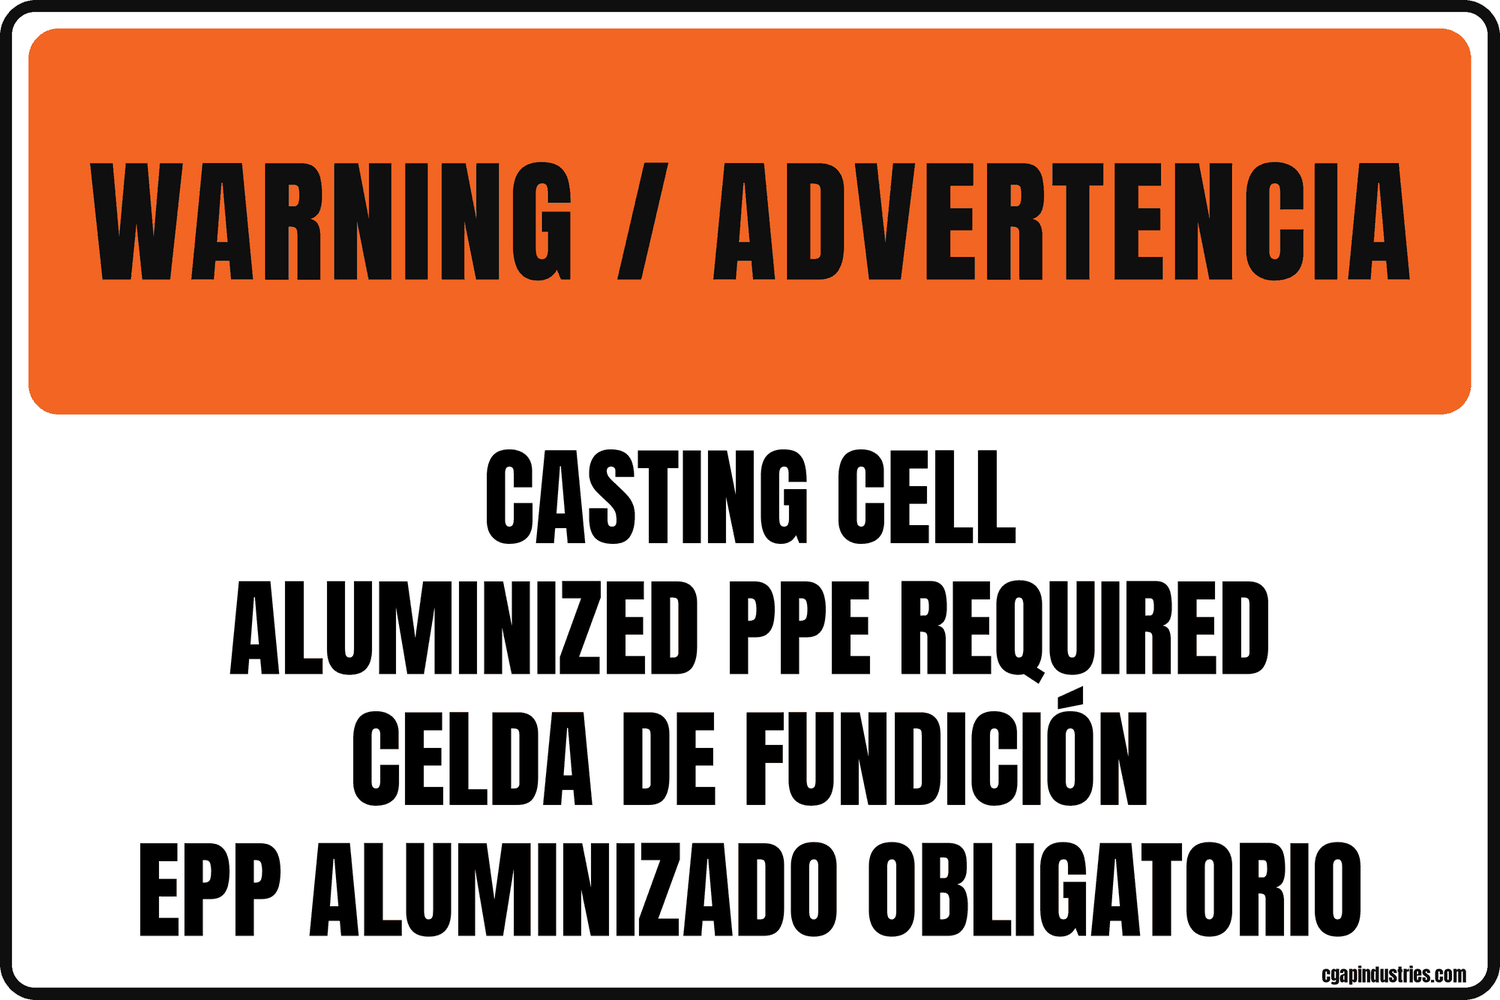 WARNING / ADVERTENCIA
CASTING CELL
ALUMINIZED PPE REQUIRED
CELDA DE FUNDICIÓN
EPP ALUMINIZADO OBLIGATORIO
cgapindustries.com